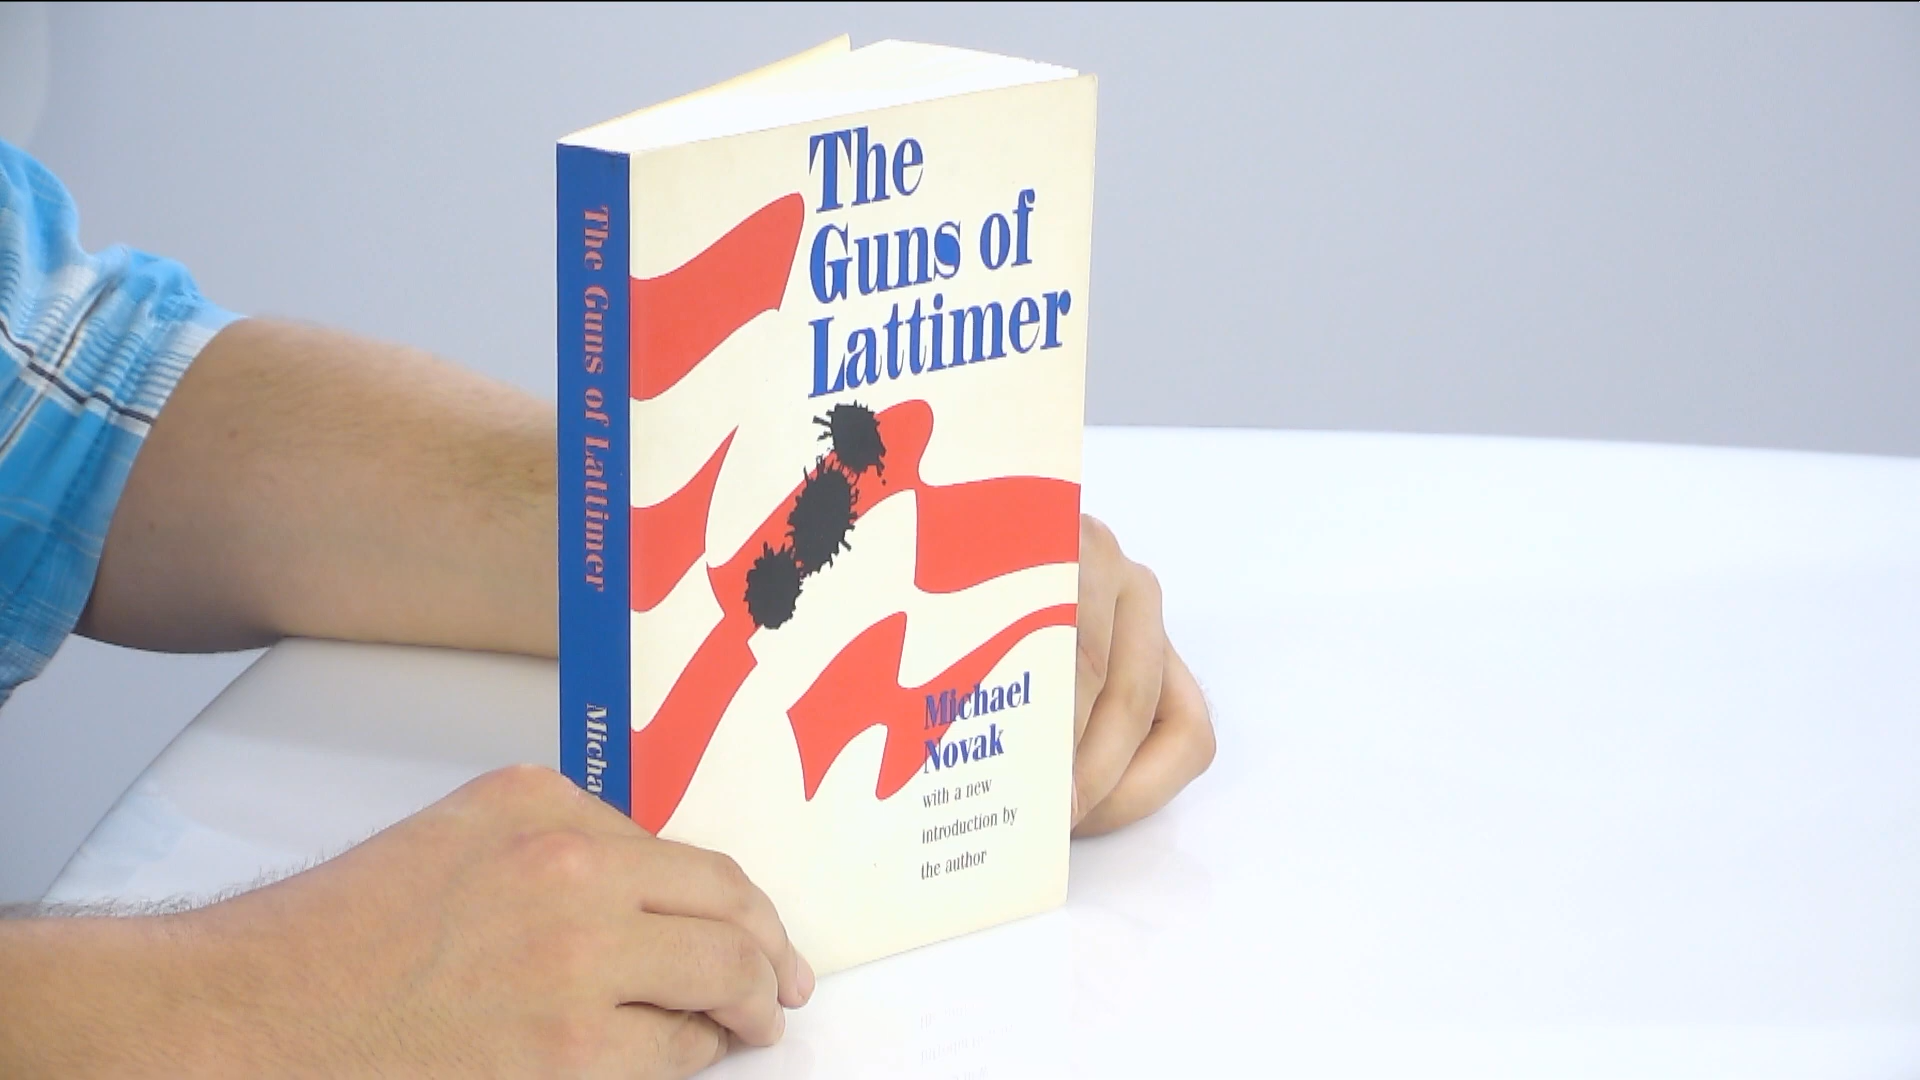 The Guns of Lattimer
The
Guns of
Lattimer
Michael
Novak
with a new
introduction by
the author